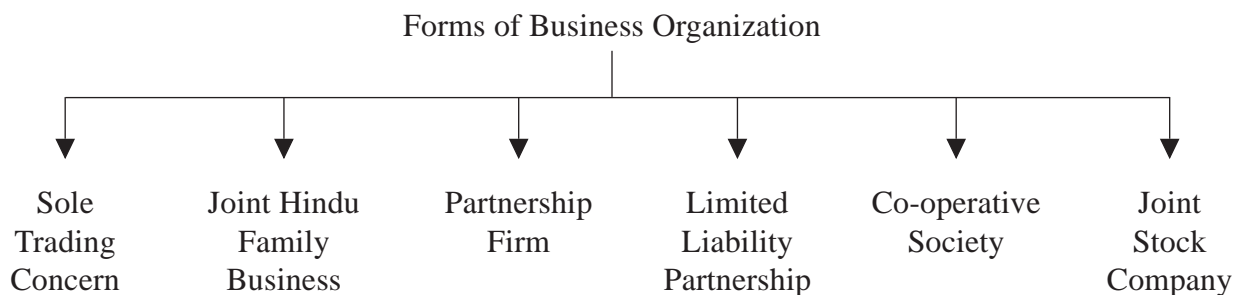 Forms of Business Organization
Sole
Trading
Concern
Joint Hindu
Family
Business
Partnership
Firm
Limited
Liability
Partnership
Co-operative
Society
Joint
Stock
Company